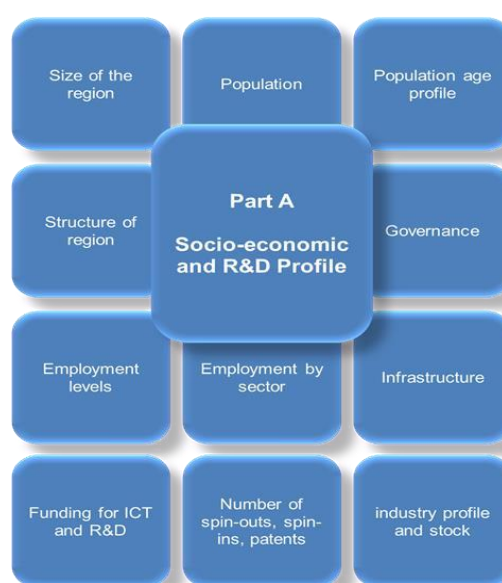 Size of the
region
Population
Population age
profile
Part A
Socio-economic
and R&D Profile
Structure of
region
Governance
Employment
levels
Employment by
sector
Infrastructure
Funding for ICT
and R&D
Number of
spin-outs, spin-
ins, patents
industry profile
and stock